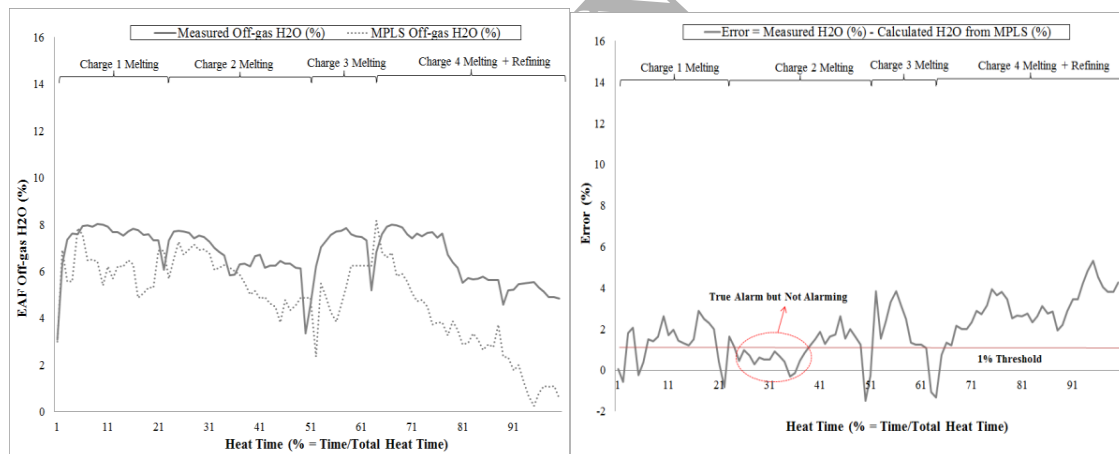 Measured Off-gas H2O (%) MPLS Off-gas H2O (%)
16
14
12
10
8
6
4
2
0
EAF Off-gas H2O (%)
Charge 1 Melting Charge 2 Melting Charge 3 Melting Charge 4 Melting + Refining
1 11 21 31 41 51 61 71 81 91
Heat Time (% = Time/Total Heat Time)
Error = Measured H2O (%) - Calculated H2O from MPLS (%)
16
14
12
10
8
6
4
2
0
-2
Error (%)
Charge 1 Melting Charge 2 Melting Charge 3 Melting Charge 4 Melting + Refining
True Alarm but Not Alarming
1% Threshold
1 11 21 31 41 51 61 71 81 91
Heat Time (% = Time/Total Heat Time)